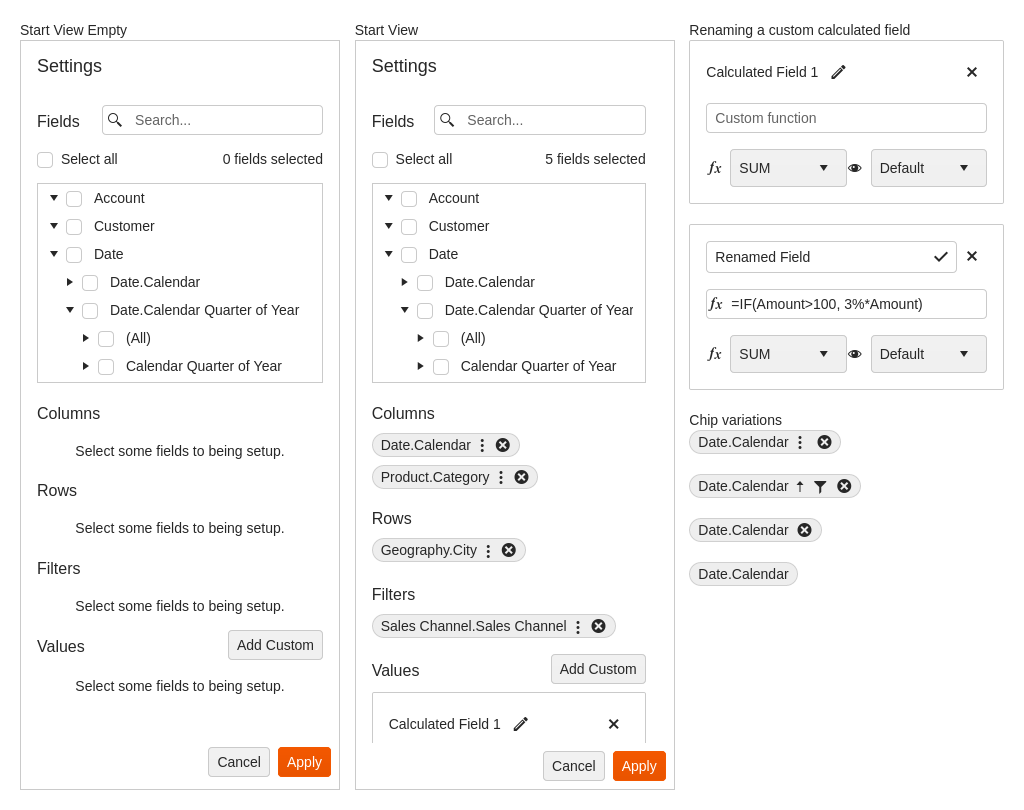 Start View Empty
Settings
Fields
Search...
Select all
0 fields selected
Account
Customer
Date
Date.Calendar
Date.Calendar Quarter of Year
(All)
Calendar Quarter of Year
Columns
Select some fields to being setup.
Rows
Select some fields to being setup.
Filters
Select some fields to being setup.
Values
Add Custom
Select some fields to being setup.
Cancel
Apply
Start View
Settings
Fields
Search...
Select all
5 fields selected
Account
Customer
Date
Date.Calendar
Date.Calendar Quarter of Year
(All)
Calendar Quarter of Year
Columns
Date.Calendar
Product.Category
Rows
Geography.City
Filters
Sales Channel.Sales Channel
Values
Add Custom
Calculated Field 1
Cancel
Apply
Renaming a custom calculated field
Calculated Field 1
Custom function
fx SUM
Default
Renamed Field
fx =IF(Amount>100, 3%*Amount)
fx SUM
Default
Chip variations
Date.Calendar
Date.Calendar
Date.Calendar
Date.Calendar